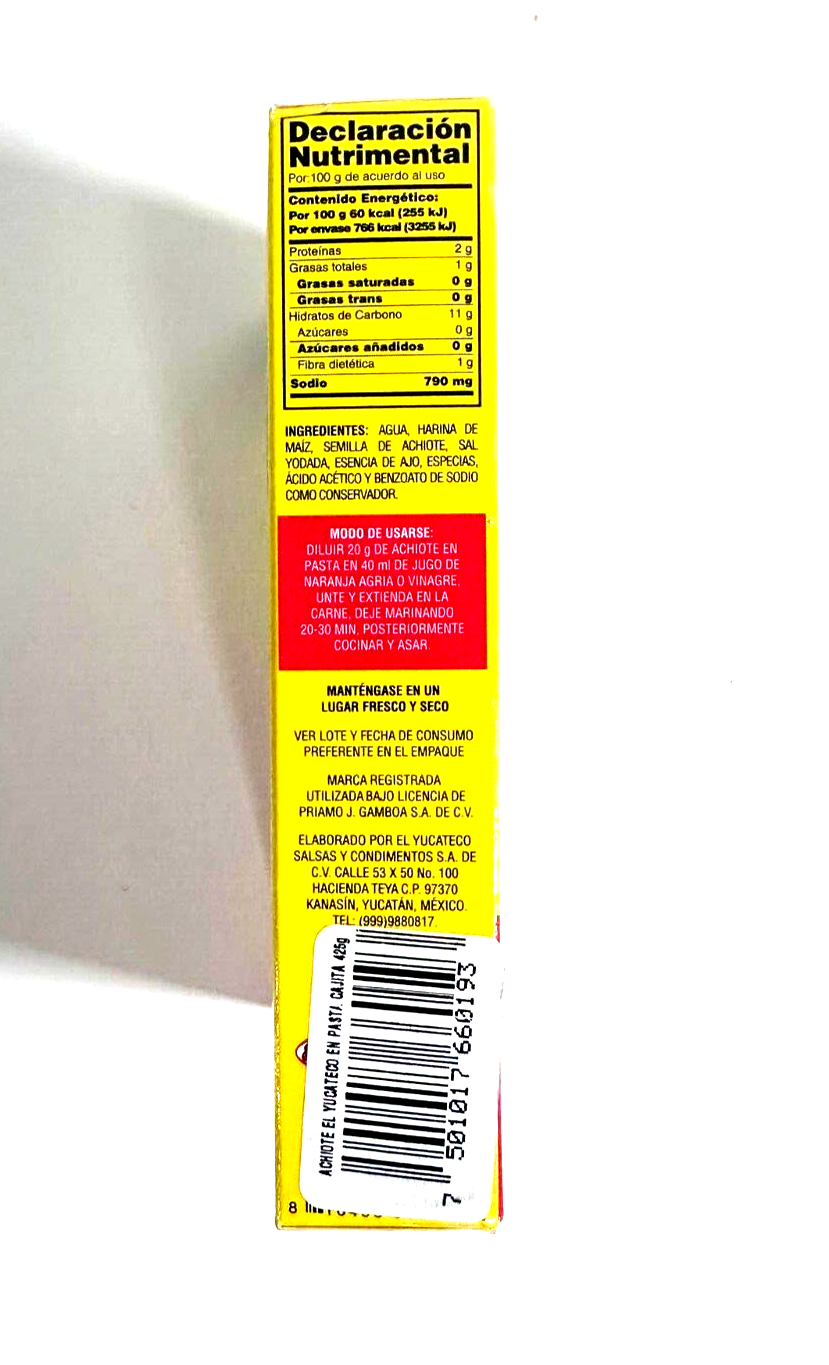 Declaración
Nutrimental
Por:100 g de acuerdo al uso
Contenido Energético:
Por 100 g 60 kcal (255 kJ)
Por envase 766 kcal (3255 kJ)
Proteínas 2 g
Grasas totales 1 g
Grasas saturadas 0 g
Grasas trans 0 g
Hidratos de Carbono 11 g
Azúcares 0 g
Azúcares añadidos 0 g
Fibra dietética 1 g
Sodio 790 mg
INGREDIENTES: AGUA, HARINA DE
MAÍZ, SEMILLA DE ACHIOTE, SAL
YODADA, ESENCIA DE AJO, ESPECIAS,
ÁCIDO ACÉTICO Y BENZOATO DE SODIO
COMO CONSERVADOR.
MODO DE USARSE:
DILUIR 20 g DE ACHIOTE EN
PASTA EN 40 ml DE JUGO DE
NARANJA AGRIA O VINAGRE,
UNTE Y EXTIENDA EN LA
CARNE, DEJE MARINANDO
20-30 MIN, POSTERIORMENTE
COCINAR Y ASAR.
MANTÉNGASE EN UN
LUGAR FRESCO Y SECO
VER LOTE Y FECHA DE CONSUMO
PREFERENTE EN EL EMPAQUE
MARCA REGISTRADA
UTILIZADA BAJO LICENCIA DE
PRIAMO J. GAMBOA S.A. DE C.V.
ELABORADO POR EL YUCATECO
SALSAS Y CONDIMENTOS S.A. DE
C.V. CALLE 53 X 50 No. 100
HACIENDA TEYA C.P. 97370
KANASÍN, YUCATÁN, MÉXICO.
TEL: (999)9880817.
ACHIOTE EL YUCATECO EN PASTA. CAJITA 425g
7 501017 660193
8